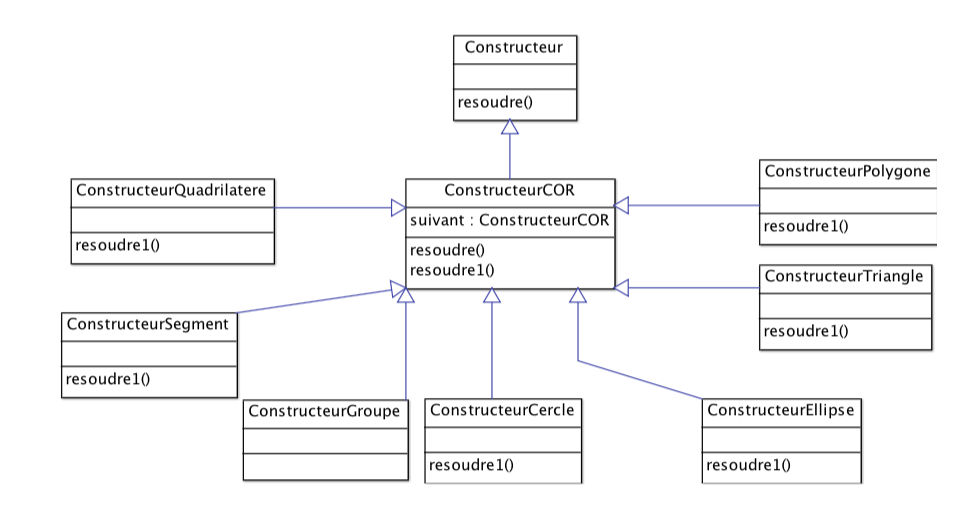 Constructeur
resoudre()
ConstructeurQuadrilatere
resoudre1()
ConstructeurCOR
suivant : ConstructeurCOR
resoudre()
resoudre1()
ConstructeurPolygone
resoudre1()
ConstructeurTriangle
resoudre1()
ConstructeurSegment
resoudre1()
ConstructeurGroupe
ConstructeurCercle
resoudre1()
ConstructeurEllipse
resoudre1()